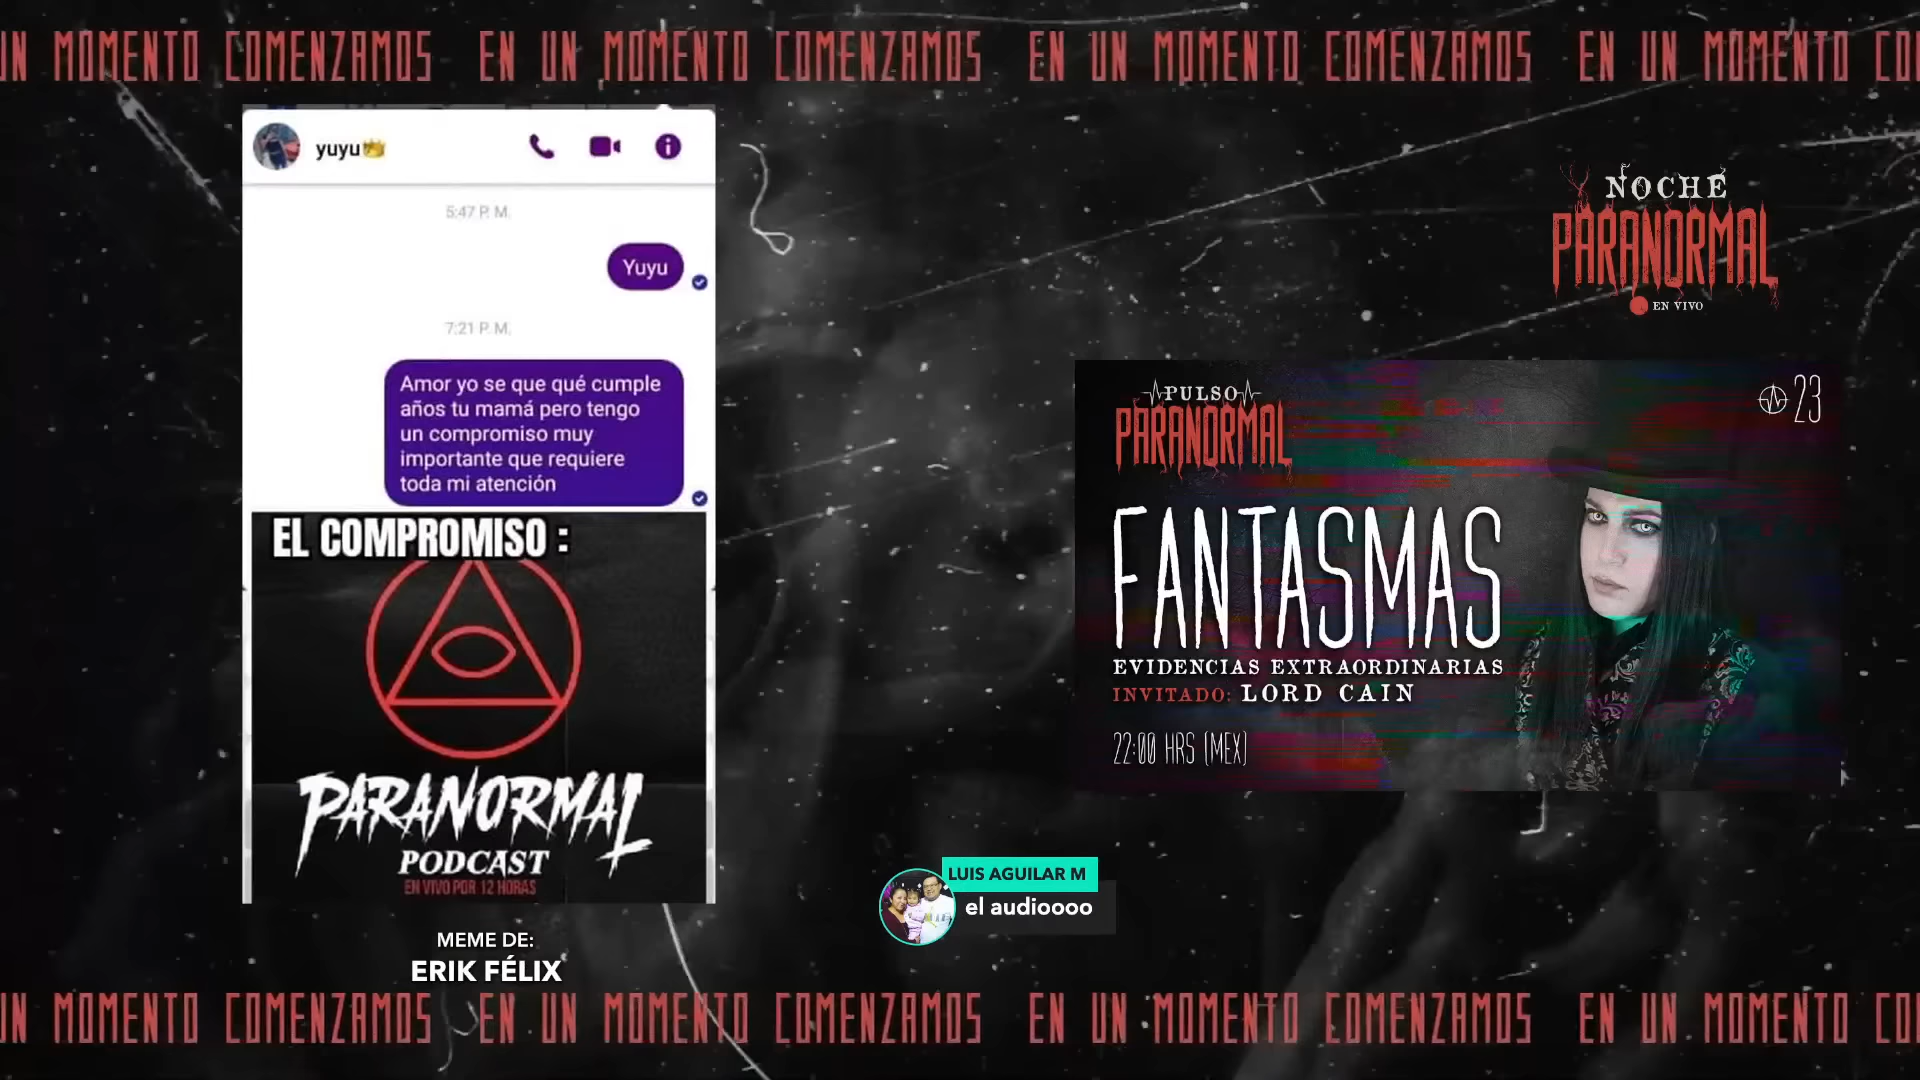 UN MOMENTO COMENZAMOS EN UN MOMENTO COMENZAMOS EN UN MOMENTO COMENZAMOS EN UN MOMENTO CO
yuyu
5:47 P. M.
Yuyu
7:21 P. M.
Amor yo se que qué cumple
años tu mamá pero tengo
un compromiso muy
importante que requiere
toda mi atención
EL COMPROMISO :
PARANORMAL
PODCAST
EN VIVO POR 12 HORAS
MEME DE:
ERIK FÉLIX
NOCHE
PARANORMAL
EN VIVO
PULSO
PARANORMAL
23
FANTASMAS
EVIDENCIAS EXTRAORDINARIAS
INVITADO: LORD CAIN
22:00 HRS (MEX)
LUIS AGUILAR M
el audioooo
UN MOMENTO COMENZAMOS EN UN MOMENTO COMENZAMOS EN UN MOMENTO COMENZAMOS EN UN MOMENTO CO